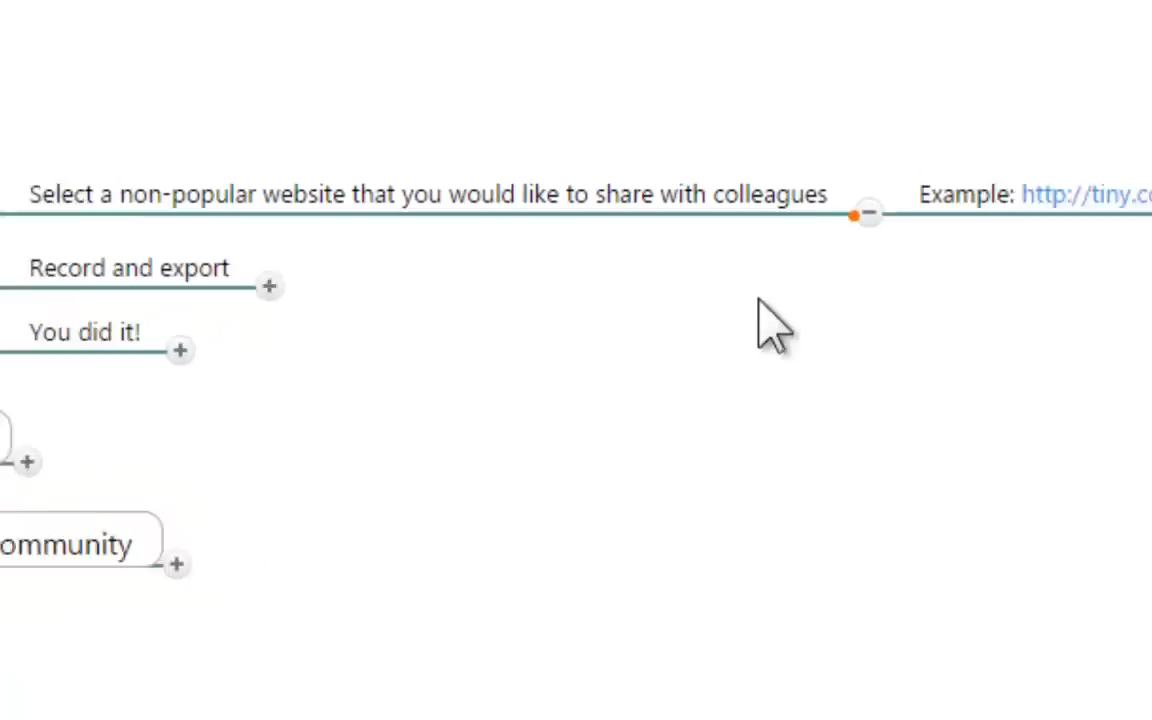 Select a non-popular website that you would like to share with colleagues
Example: http://tiny.c
Record and export
You did it!
ommunity